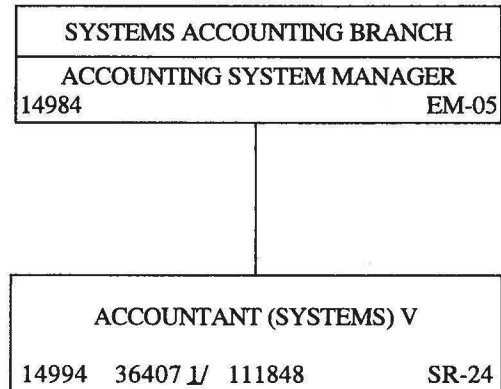 SYSTEMS ACCOUNTING BRANCH
ACCOUNTING SYSTEM MANAGER
14984 EM-05
ACCOUNTANT (SYSTEMS) V
14994 36407 1/ 111848 SR-24